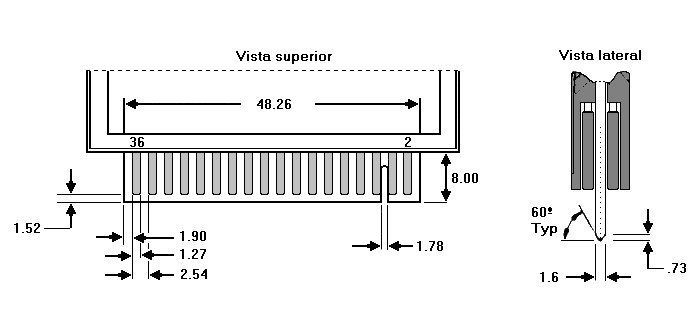 Vista superior
Vista lateral
48.26
36
2
8.00
1.52
1.90
1.27
2.54
1.78
60º
Typ
1.6
.73